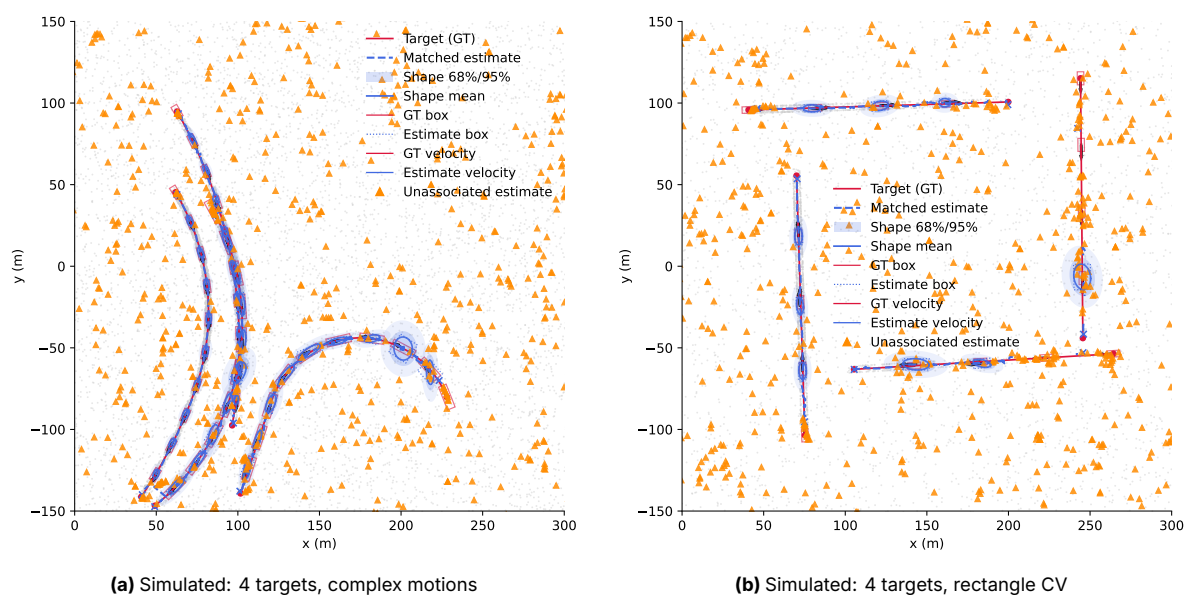 150
100
50
0
−50
−100
−150
y (m)
0
50
100
150
200
250
300
x (m)
Target (GT)
Matched estimate
Shape 68%/95%
Shape mean
GT box
Estimate box
GT velocity
Estimate velocity
Unassociated estimate
(a) Simulated: 4 targets, complex motions
150
100
50
0
−50
−100
−150
y (m)
0
50
100
150
200
250
300
x (m)
Target (GT)
Matched estimate
Shape 68%/95%
Shape mean
GT box
Estimate box
GT velocity
Estimate velocity
Unassociated estimate
(b) Simulated: 4 targets, rectangle CV